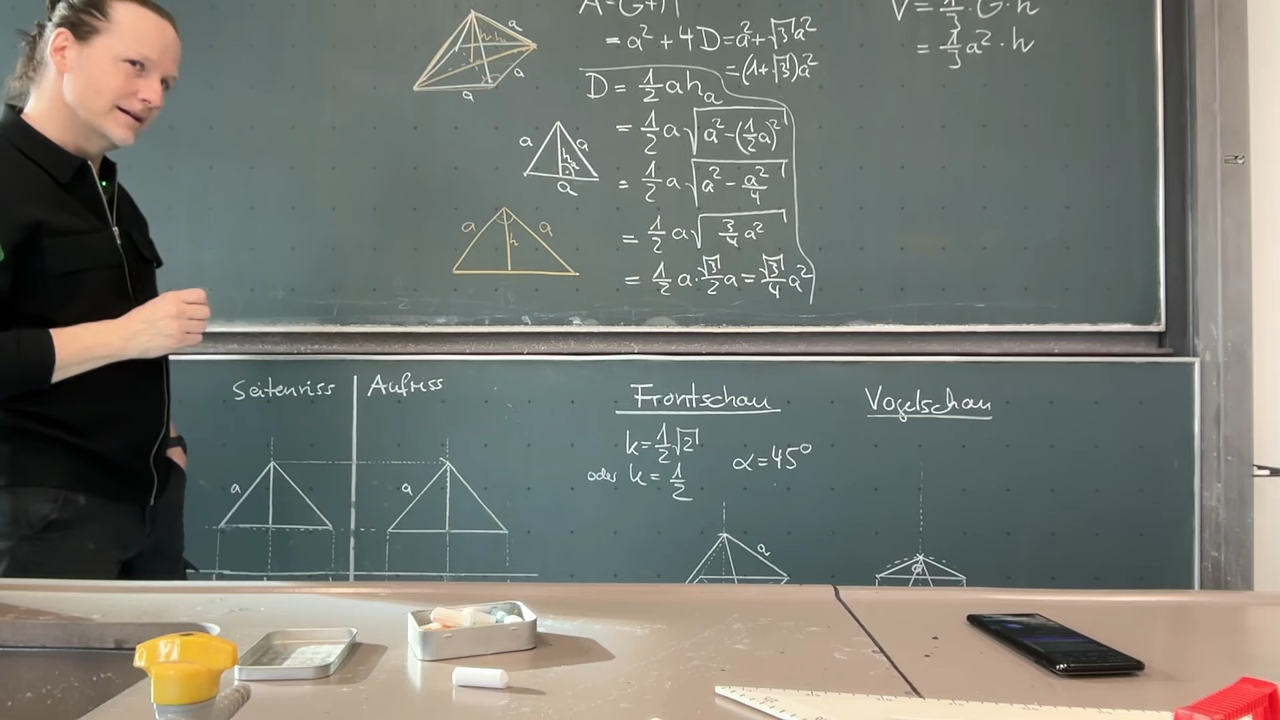 A=G+M
= a² + 4D = a² + √3 a²
= (1+√3)a²
D = ½ a hₐ
= ½ a √(a² − (½a)²)
= ½ a √(a² − a²/4)
= ½ a √(¾ a²)
= ½ a · √3/2 a = √3/4 a²
V = ⅓ · G · h
= ⅓ a² · h
a
a
a
h
a
a
hₐ
a
a
a
h
Seitenriss
Aufriss
a
a
Frontschau
k = ½ √2
oder k = ½
α = 45°
a
Vogelschau